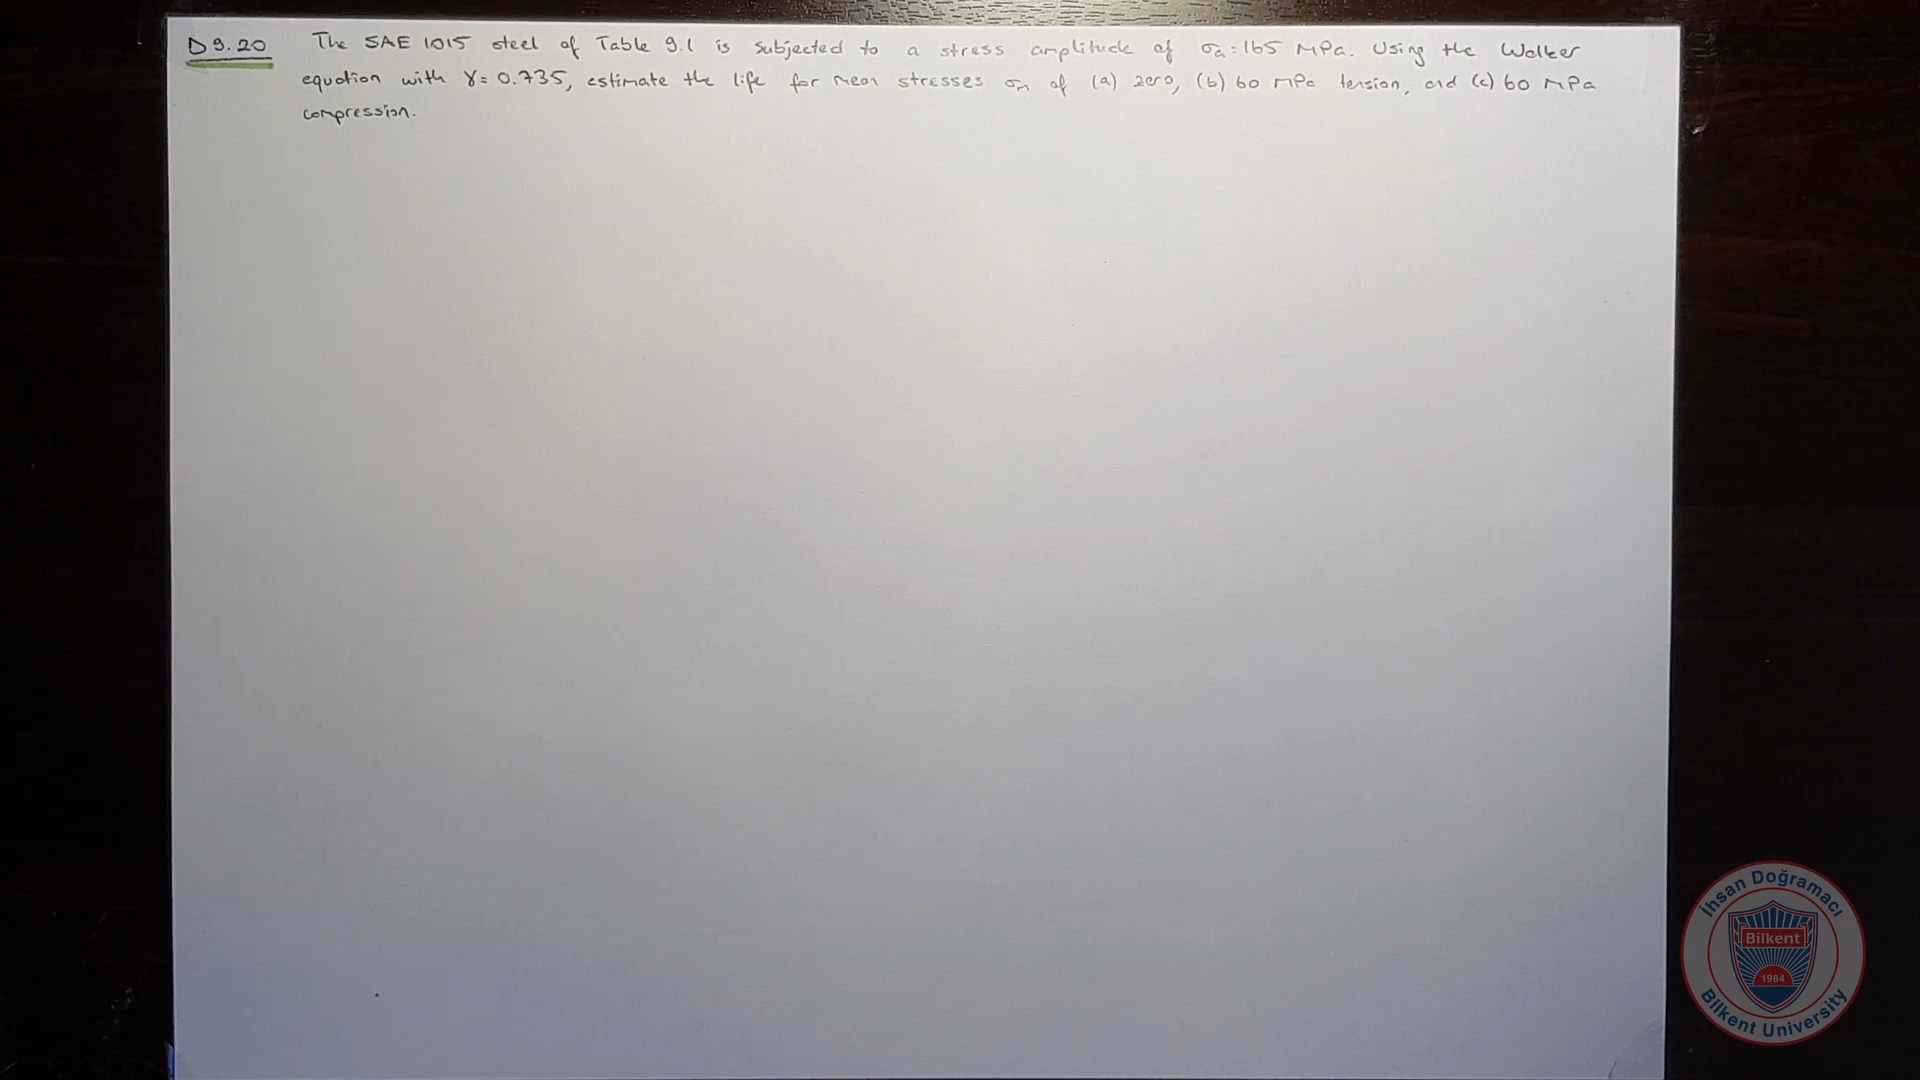 D 9.20 The SAE 1015 steel of Table 9.1 is subjected to a stress amplitude of σa = 165 MPa. Using the Walker
equation with γ = 0.735, estimate the life for mean stresses σm of (a) zero, (b) 60 MPa tension, and (c) 60 MPa
compression.
İhsan Doğramacı
Bilkent
1984
Bilkent University